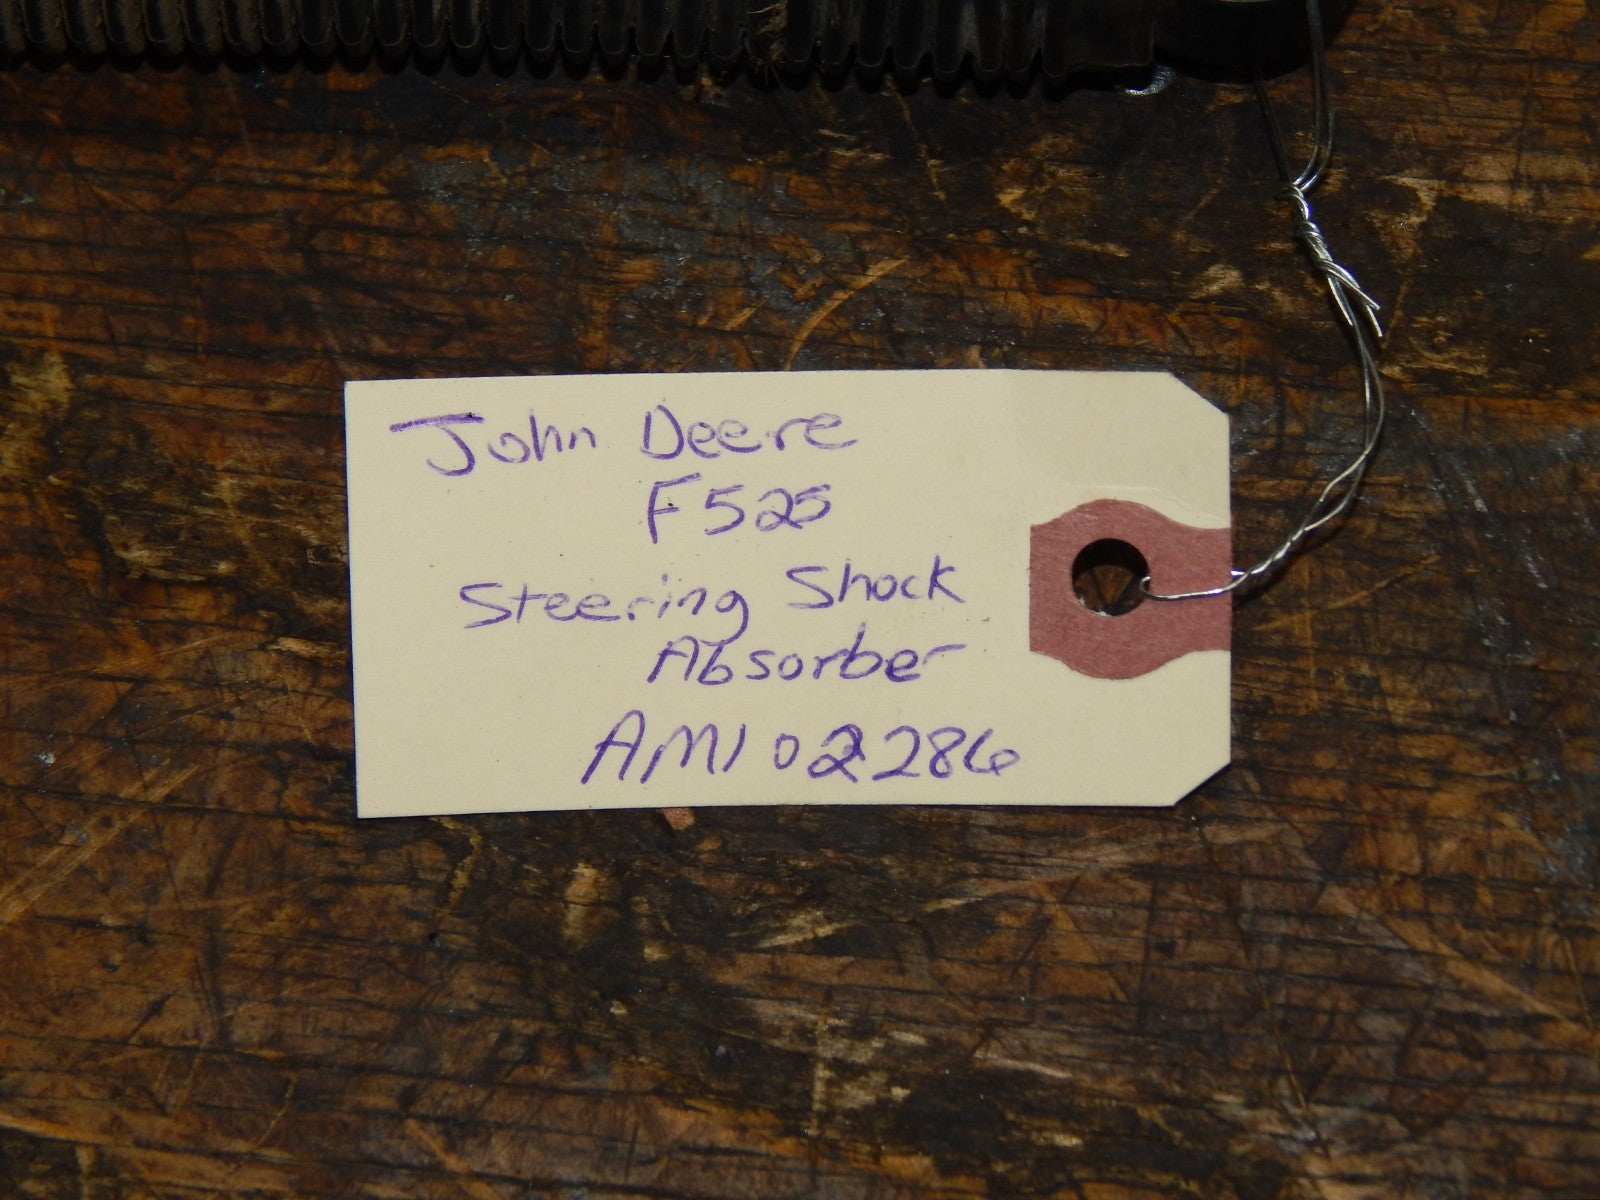 John Deere
F525
Steering Shock
Absorber
AM102286